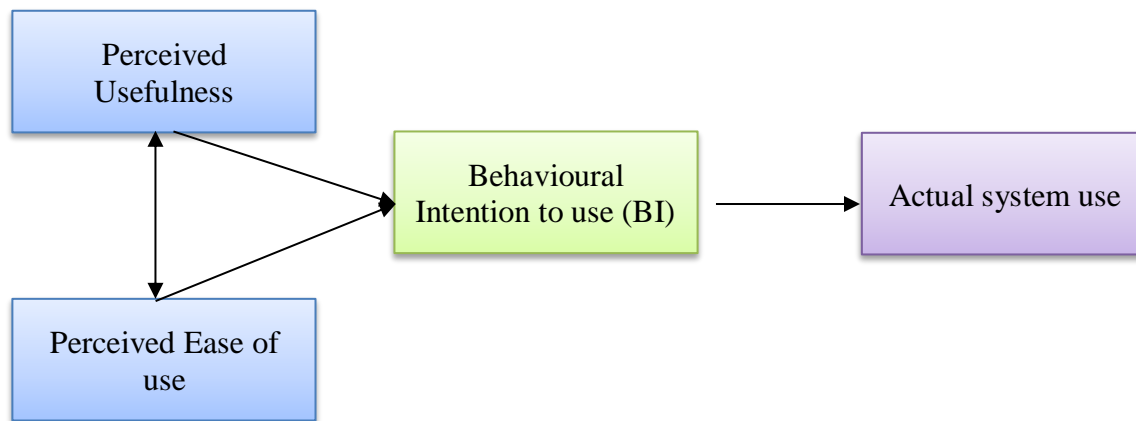 Perceived
Usefulness
Behavioural
Intention to use (BI)
Actual system use
Perceived Ease of
use